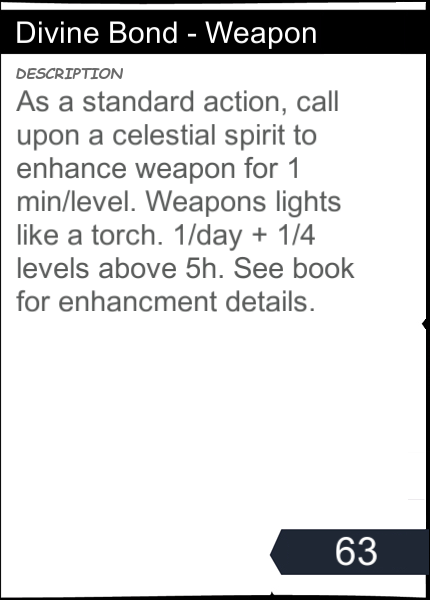 Divine Bond - Weapon
DESCRIPTION
As a standard action, call
upon a celestial spirit to
enhance weapon for 1
min/level. Weapons lights
like a torch. 1/day + 1/4
levels above 5h. See book
for enhancment details.
63